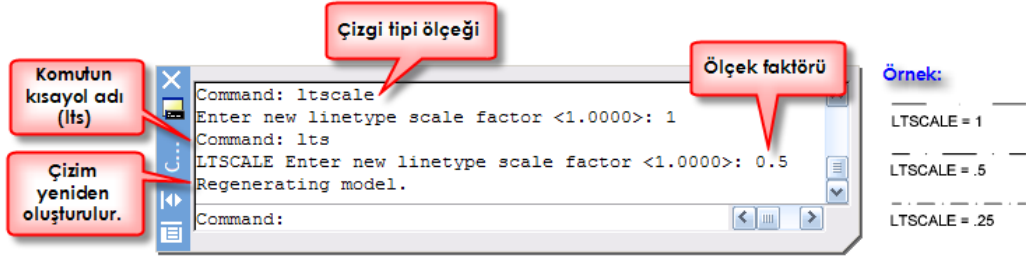 Çizgi tipi ölçeği
Komutun
kısayol adı
(lts)
Çizim
yeniden
oluşturulur.
Ölçek faktörü
C...
Command: ltscale
Enter new linetype scale factor <1.0000>: 1
Command: lts
LTSCALE Enter new linetype scale factor <1.0000>: 0.5
Regenerating model.
Command:
Örnek:
LTSCALE = 1
LTSCALE = .5
LTSCALE = .25